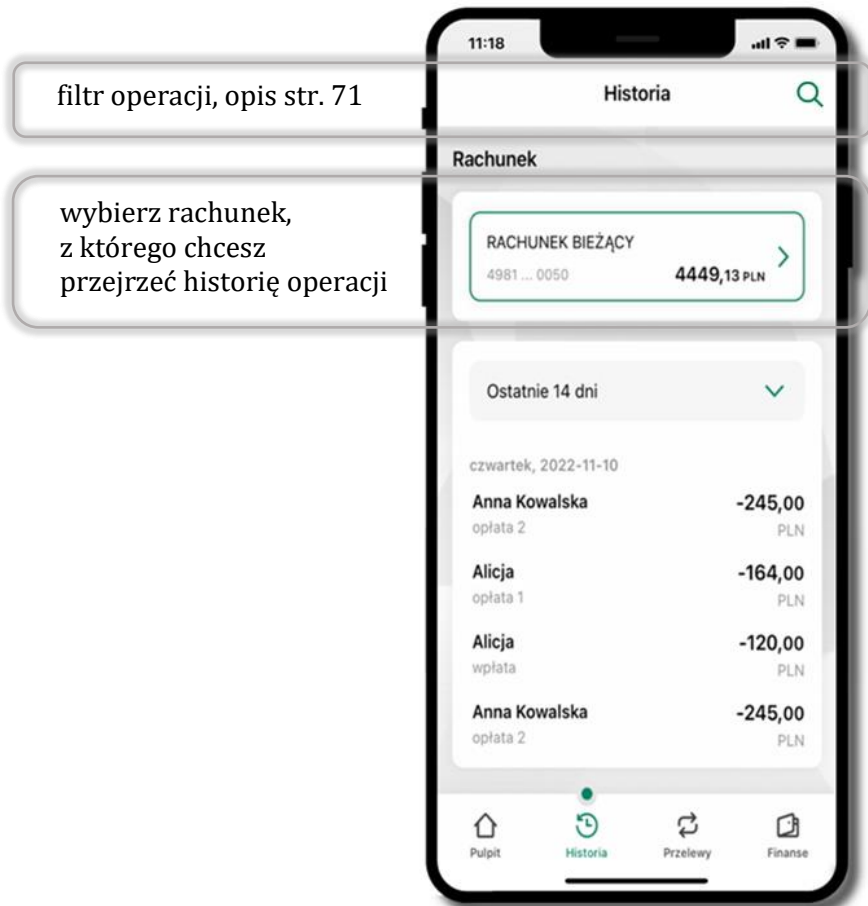 11:18
filtr operacji, opis str. 71
Historia
Rachunek
wybierz rachunek,
z którego chcesz
przejrzeć historię operacji
RACHUNEK BIEŻĄCY
4981 ... 0050 4449,13 PLN
Ostatnie 14 dni
czwartek, 2022-11-10
Anna Kowalska -245,00
opłata 2 PLN
Alicja -164,00
opłata 1 PLN
Alicja -120,00
wpłata PLN
Anna Kowalska -245,00
opłata 2 PLN
Pulpit Historia Przelewy Finanse